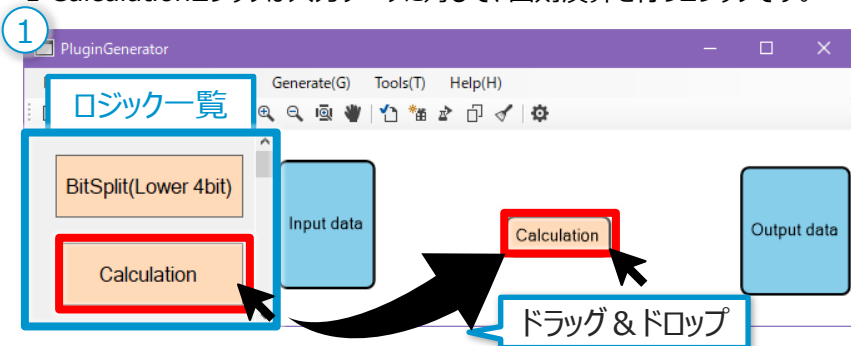 Calculationロジックは入力データに対して、四則演算を行うロジックです。
1
PluginGenerator
Generate(G) Tools(T) Help(H)
ロジック一覧
BitSplit(Lower 4bit)
Input data
Calculation
Output data
Calculation
ドラッグ＆ドロップ